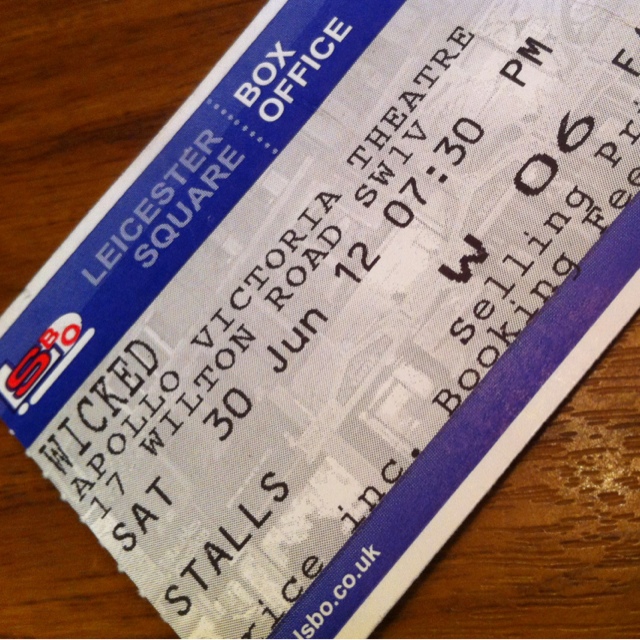 LEICESTER SQUARE BOX OFFICE
LSBO
WICKED
APOLLO VICTORIA THEATRE
17 WILTON ROAD SW1V
SAT 30 Jun 12 07:30 PM
STALLS W 06
Selling
rice inc. Booking Fee
lsbo.co.uk